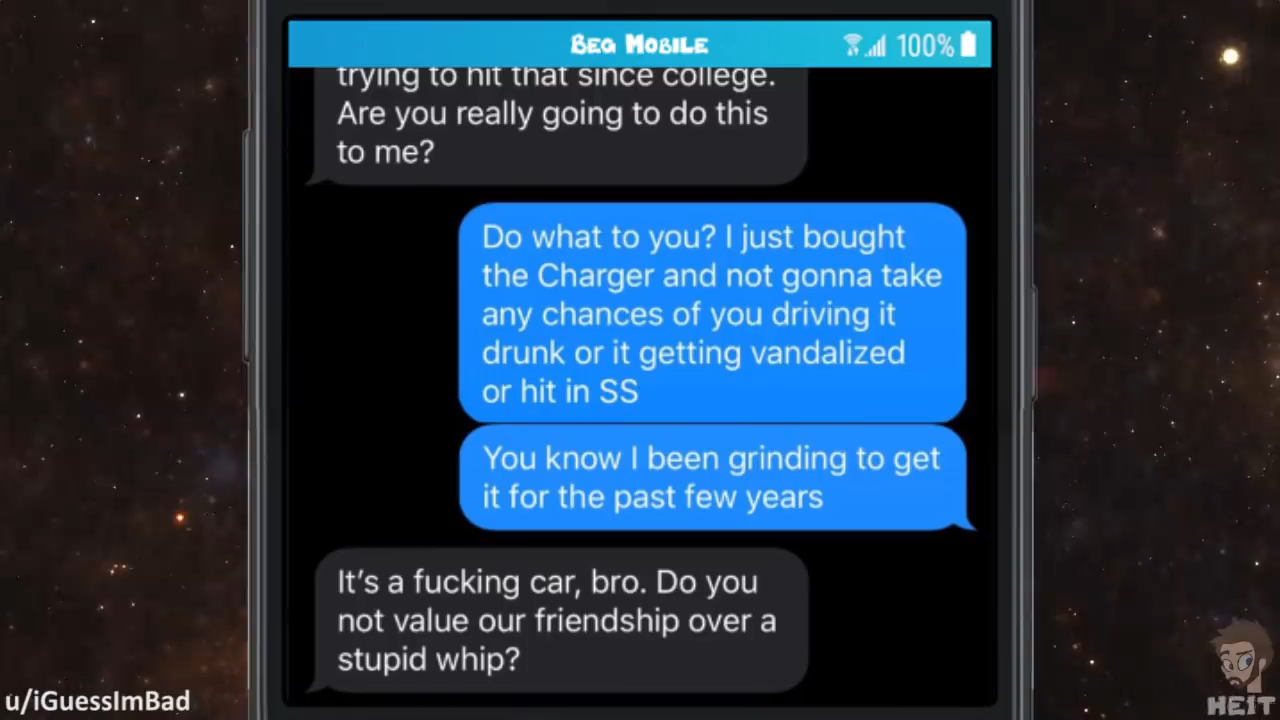 BEG MOBILE
100%
trying to hit that since college.
Are you really going to do this
to me?
Do what to you? I just bought
the Charger and not gonna take
any chances of you driving it
drunk or it getting vandalized
or hit in SS
You know I been grinding to get
it for the past few years
It's a fucking car, bro. Do you
not value our friendship over a
stupid whip?
u/iGuessImBad
HEIT